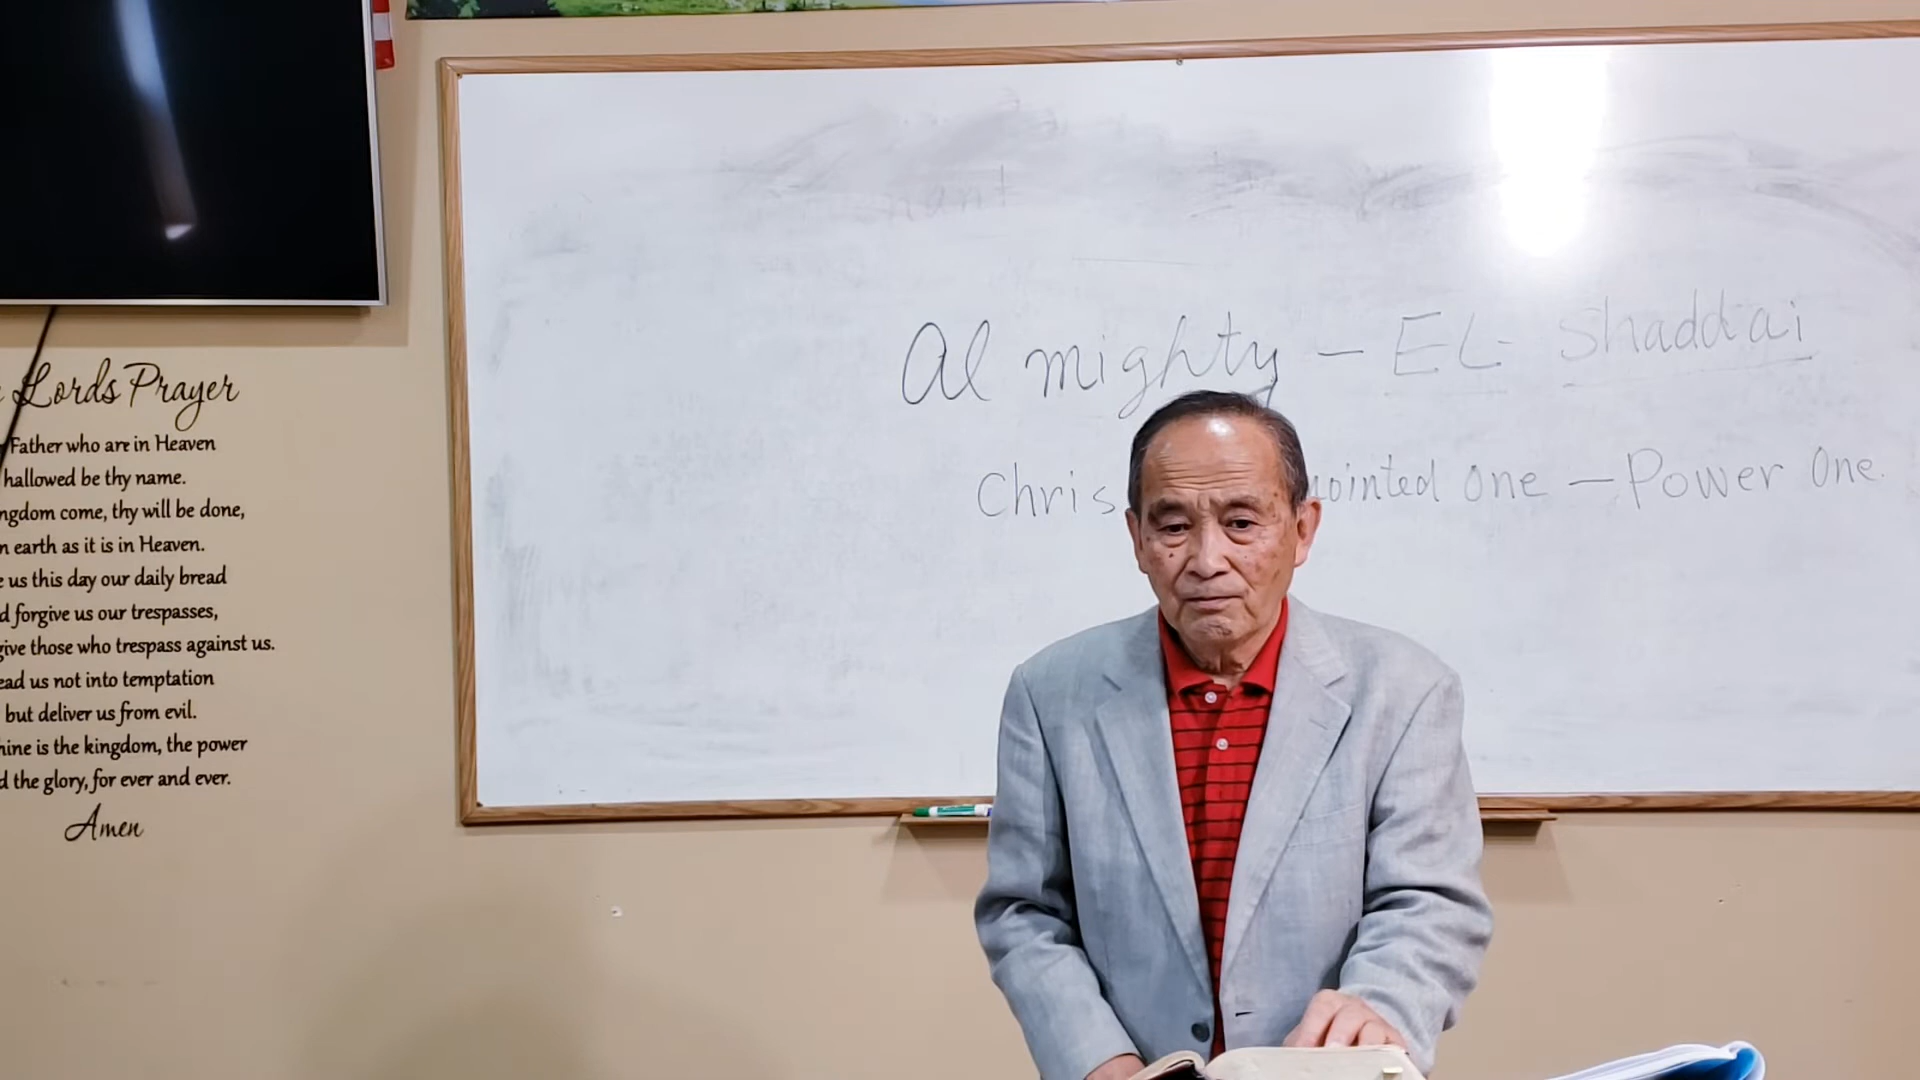 Lords Prayer
Father who are in Heaven
hallowed be thy name.
ngdom come, thy will be done,
n earth as it is in Heaven.
e us this day our daily bread
d forgive us our trespasses,
give those who trespass against us.
ead us not into temptation
but deliver us from evil.
hine is the kingdom, the power
d the glory, for ever and ever.
Amen
Almighty - EL- Shaddai
Chris ointed one - Power One.